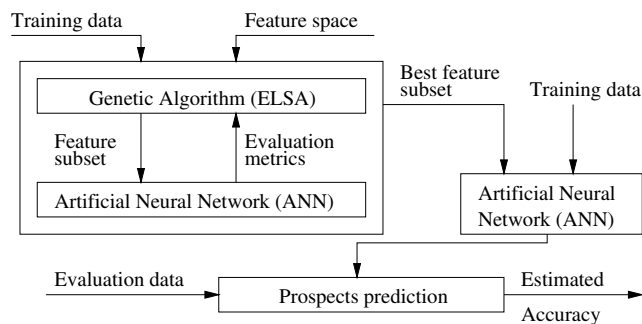 Training data
Feature space
Genetic Algorithm (ELSA)
Feature
subset
Evaluation
metrics
Artificial Neural Network (ANN)
Best feature
subset
Training data
Artificial Neural
Network (ANN)
Evaluation data
Prospects prediction
Estimated
Accuracy